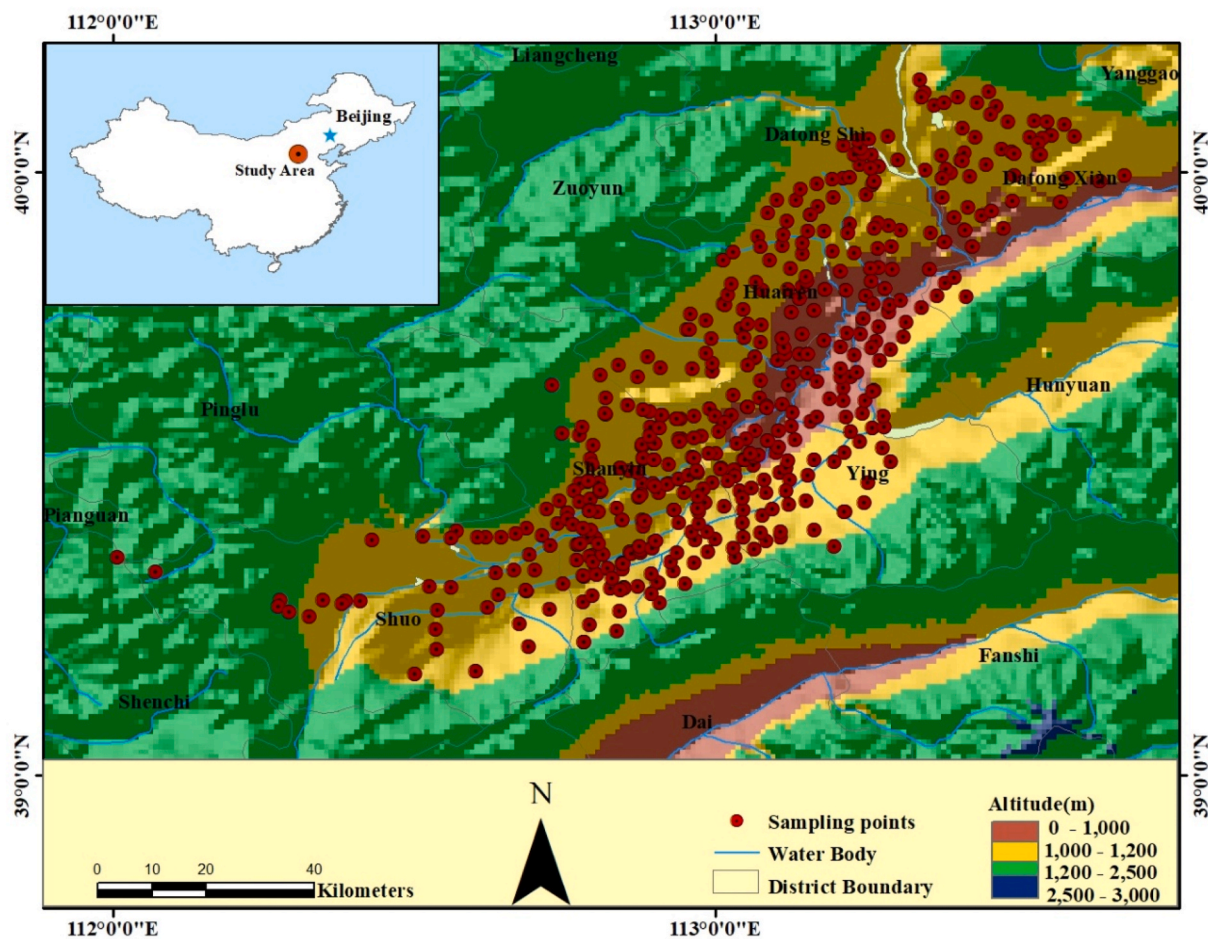 112°0'0"E
113°0'0"E
Liangcheng
Yanggao
Beijing
Study Area
Datong Shi
40°0'0"N
40°0'0"N
Zuoyun
Datong Xian
Huairen
Hunyuan
Pinglu
Shanyin
Ying
Pianguan
Shuo
Fanshi
Shenchi
Dai
39°0'0"N
39°0'0"N
N
Altitude(m)
Sampling points
0 - 1,000
Water Body
1,000 - 1,200
1,200 - 2,500
District Boundary
2,500 - 3,000
0 10 20 40
Kilometers
112°0'0"E
113°0'0"E